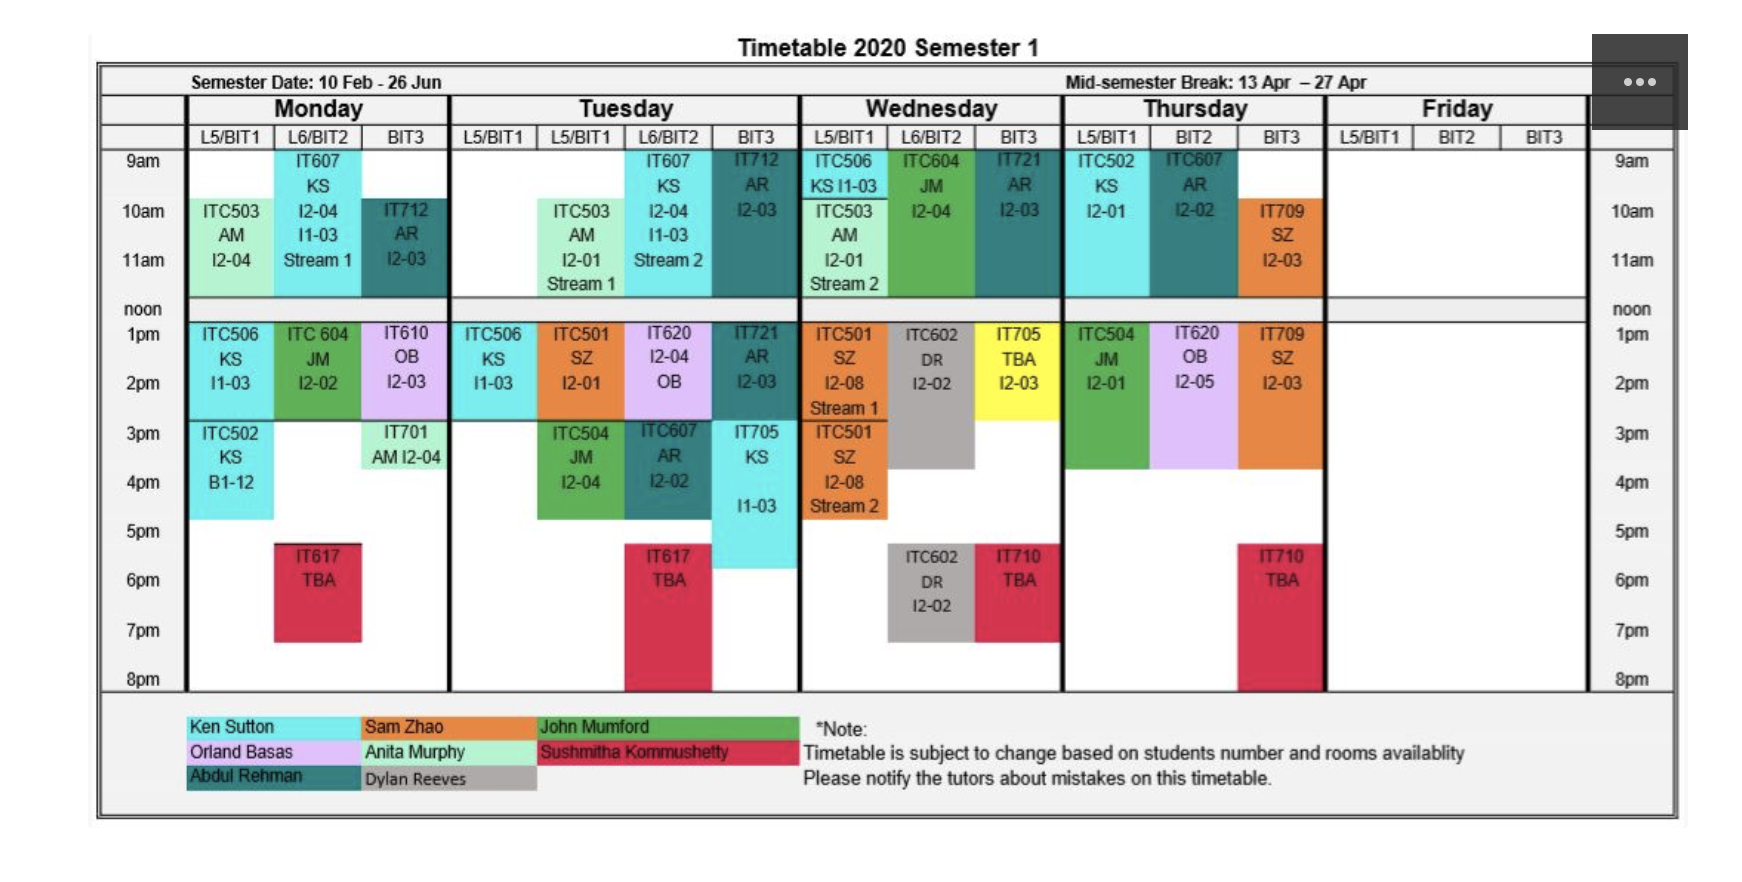 Timetable 2020 Semester 1
Semester Date: 10 Feb - 26 Jun Mid-semester Break: 13 Apr – 27 Apr
Monday Tuesday Wednesday Thursday Friday
L5/BIT1 L6/BIT2 BIT3 L5/BIT1 L5/BIT1 L6/BIT2 BIT3 L5/BIT1 L6/BIT2 BIT3 L5/BIT1 BIT2 BIT3 L5/BIT1 BIT2 BIT3
9am IT607 IT607 IT712 ITC506 ITC604 IT721 ITC502 ITC607 9am
KS KS AR KS I1-03 JM AR KS AR
10am ITC503 I2-04 IT712 ITC503 I2-04 I2-03 ITC503 I2-04 I2-03 I2-01 I2-02 IT709 10am
AM I1-03 AR AM I1-03 AM SZ
11am I2-04 Stream 1 I2-03 I2-01 Stream 2 I2-01 I2-03 11am
Stream 1 Stream 2
noon noon
1pm ITC506 ITC 604 IT610 ITC506 ITC501 IT620 IT721 ITC501 ITC602 IT705 ITC504 IT620 IT709 1pm
KS JM OB KS SZ I2-04 AR SZ DR TBA JM OB SZ
2pm I1-03 I2-02 I2-03 I1-03 I2-01 OB I2-03 I2-08 I2-02 I2-03 I2-01 I2-05 I2-03 2pm
Stream 1
3pm ITC502 IT701 ITC504 ITC607 IT705 ITC501 3pm
KS AM I2-04 JM AR KS SZ
4pm B1-12 I2-04 I2-02 I2-08 4pm
I1-03 Stream 2
5pm 5pm
IT617 IT617 ITC602 IT710 IT710
6pm TBA TBA DR TBA TBA 6pm
I2-02
7pm 7pm
8pm 8pm
Ken Sutton Sam Zhao John Mumford *Note:
Orland Basas Anita Murphy Sushmitha Kommushetty Timetable is subject to change based on students number and rooms availablity
Abdul Rehman Dylan Reeves Please notify the tutors about mistakes on this timetable.